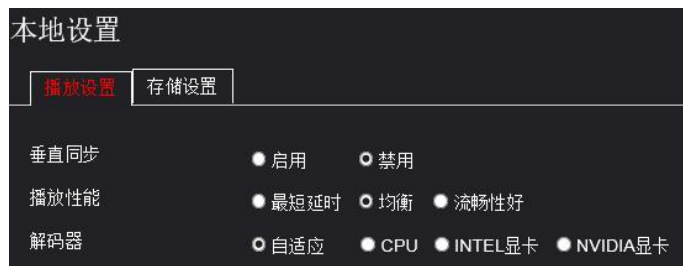 本地设置
播放设置 存储设置
垂直同步 启用 禁用
播放性能 最短延时 均衡 流畅性好
解码器 自适应 CPU INTEL显卡 NVIDIA显卡